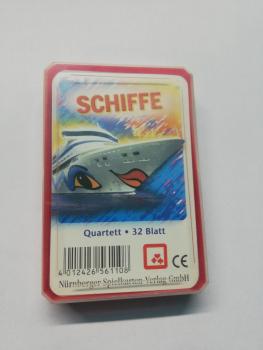 SCHIFFE
Quartett • 32 Blatt
4 012426 561108
CE
Nürnberger Spielkarten Verlag GmbH